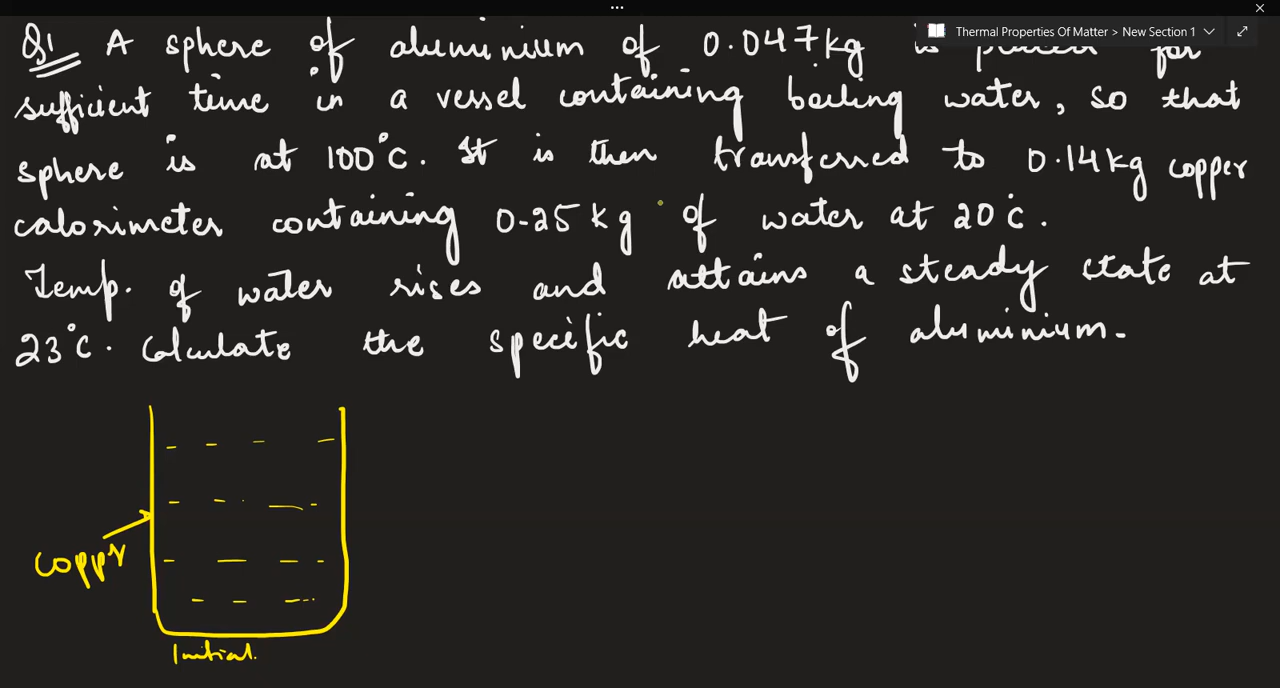 Thermal Properties Of Matter > New Section 1
Q1 A sphere of aluminium of 0.047kg is placed for
sufficient time in a vessel containing boiling water, so that
sphere is at 100°C. It is then transferred to 0.14kg copper
calorimeter containing 0.25kg of water at 20°c.
Temp. of water rises and attains a steady state at
23°C. Calculate the specific heat of aluminium.
Copper
Initial.